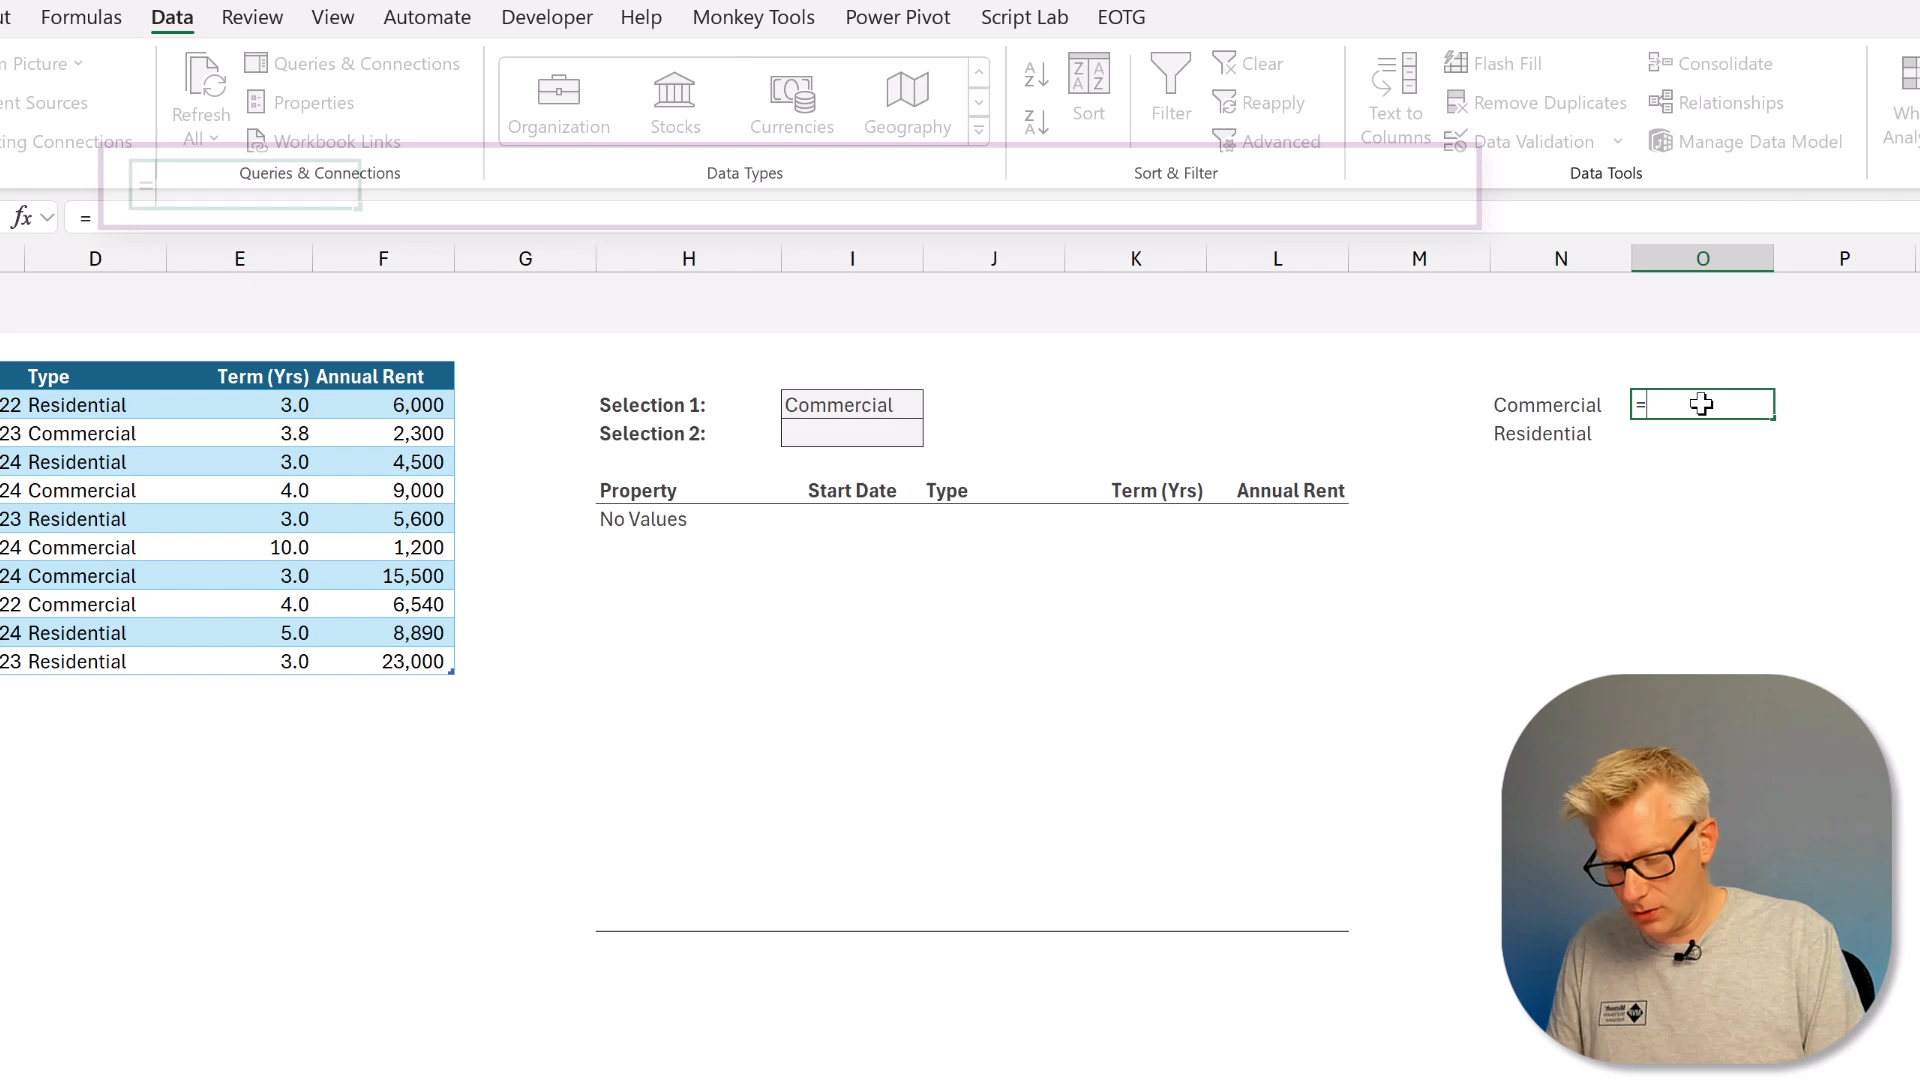 Formulas Data Review View Automate Developer Help Monkey Tools Power Pivot Script Lab EOTG
Picture Queries & Connections Clear Flash Fill Consolidate
Refresh All Properties Organization Stocks Currencies Geography Sort Filter Reapply Text to Columns Remove Duplicates Relationships
Sources Workbook Links Advanced Data Validation Manage Data Model
Connections
Queries & Connections Data Types Sort & Filter Data Tools
=
fx =
D E F G H I J K L M N O P
Type Term (Yrs) Annual Rent
22 Residential 3.0 6,000 Selection 1: Commercial Commercial =
23 Commercial 3.8 2,300 Selection 2: Residential
24 Residential 3.0 4,500
24 Commercial 4.0 9,000 Property Start Date Type Term (Yrs) Annual Rent
23 Residential 3.0 5,600 No Values
24 Commercial 10.0 1,200
24 Commercial 3.0 15,500
22 Commercial 4.0 6,540
24 Residential 5.0 8,890
23 Residential 3.0 23,000